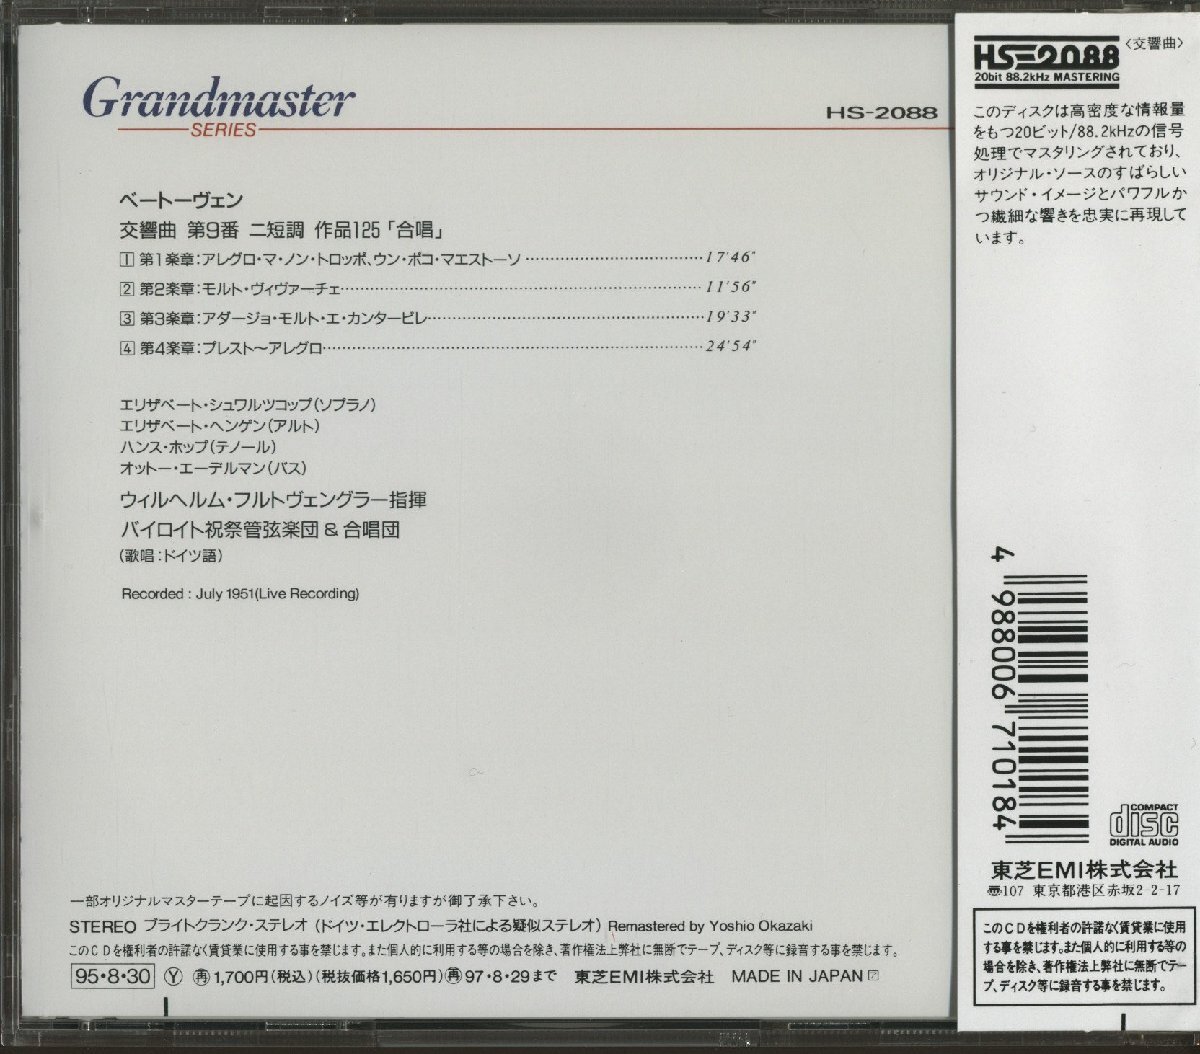 Grandmaster
SERIES
HS-2088
ベートーヴェン
交響曲 第9番 ニ短調 作品125「合唱」
1 第1楽章:アレグロ・マ・ノン・トロッポ、ウン・ポコ・マエストーソ ……………………………17'46"
2 第2楽章:モルト・ヴィヴァーチェ……………………………………………………………11'56"
3 第3楽章:アダージョ・モルト・エ・カンタービレ……………………………………………19'33"
4 第4楽章:プレスト〜アレグロ………………………………………………………………24'54"
エリザベート・シュワルツコップ(ソプラノ)
エリザベート・ヘンゲン(アルト)
ハンス・ホップ(テノール)
オットー・エーデルマン(バス)
ウィルヘルム・フルトヴェングラー指揮
バイロイト祝祭管弦楽団&合唱団
(歌唱:ドイツ語)
Recorded : July 1951(Live Recording)
一部オリジナルマスターテープに起因するノイズ等が有りますが御了承下さい。
STEREO ブライトクランク・ステレオ (ドイツ・エレクトローラ社による疑似ステレオ) Remastered by Yoshio Okazaki
このCDを権利者の許諾なく賃貸業に使用する事を禁じます。また個人的に利用する等の場合を除き、著作権法上弊社に無断でテープ、ディスク等に録音する事を禁じます。
95・8・30 Ⓨ ㊞1,700円(税込)(税抜価格1,650円)再97・8・29まで 東芝EMI株式会社 MADE IN JAPAN
HS-2088 〈交響曲〉
20bit 88.2kHz MASTERING
このディスクは高密度な情報量
をもつ20ビット/88.2kHzの信号
処理でマスタリングされており、
オリジナル・ソースのすばらしい
サウンド・イメージとパワフルか
つ繊細な響きを忠実に再現して
います。
4 988006 710184
COMPACT
disc
DIGITAL AUDIO
東芝EMI株式会社
〠107 東京都港区赤坂2-2-17
このCDを権利者の許諾なく賃貸業に使用
する事を禁じます。また個人的に利用する等の
場合を除き、著作権法上弊社に無断でテー
プ、ディスク等に録音する事を禁じます。